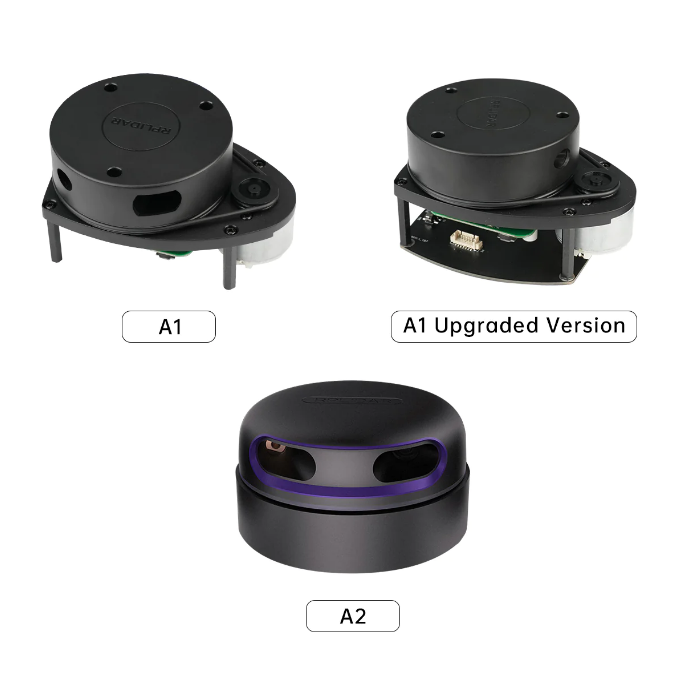 RPLIDAR
A1
A1 Upgraded Version
A2